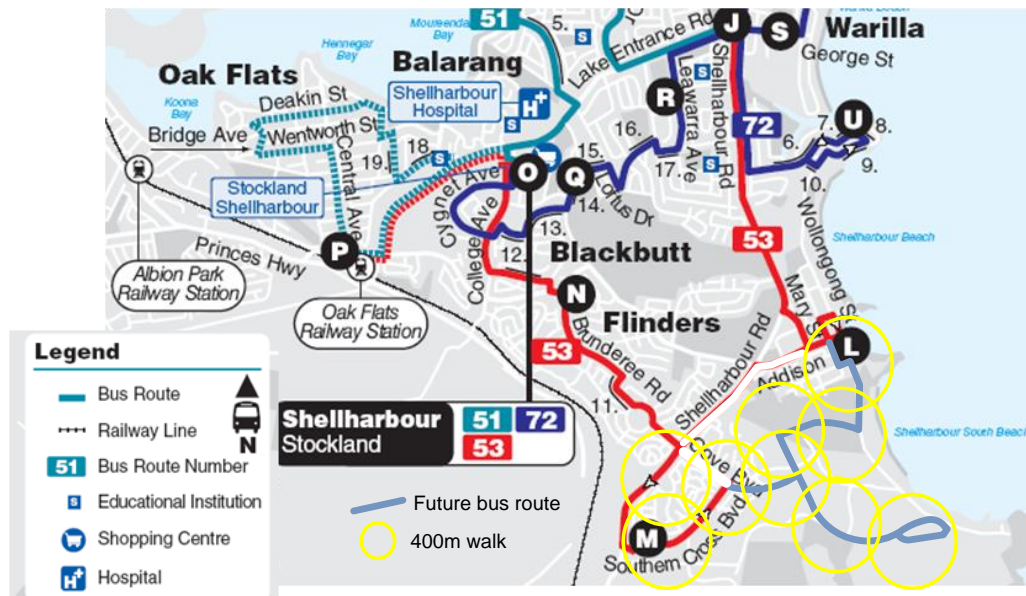 51
Moureendah
Bay
5.
Lake Entrance Rd
J
S
Warilla
George St
Hennegar
Bay
Oak Flats
Balarang
Shellharbour
Hospital
H+
S
Koona
Bay
Deakin St
Bridge Ave
Wentworth St
Central Ave
19.
18.
S
Stockland
Shellharbour
Cygnet Ave
College Ave
O
Q
15.
14.
13.
12.
Loftus Dr
16.
17.
R
Leawarra Ave
S
S
Shellharbour Rd
72
6.
7.
U
8.
9.
10.
Wollongong St
Shellharbour Beach
53
Blackbutt
P
Princes Hwy
Albion Park
Railway Station
Oak Flats
Railway Station
N
Flinders
53
Brunderee Rd
11.
Mary St
L
Addison
Shellharbour Rd
Shellharbour South Beach
Cove Bvd
M
Southern Cross Bvd
Shellharbour
Stockland
51 72
53
Legend
Bus Route
Railway Line
N
51 Bus Route Number
S Educational Institution
Shopping Centre
H+ Hospital
Future bus route
400m walk